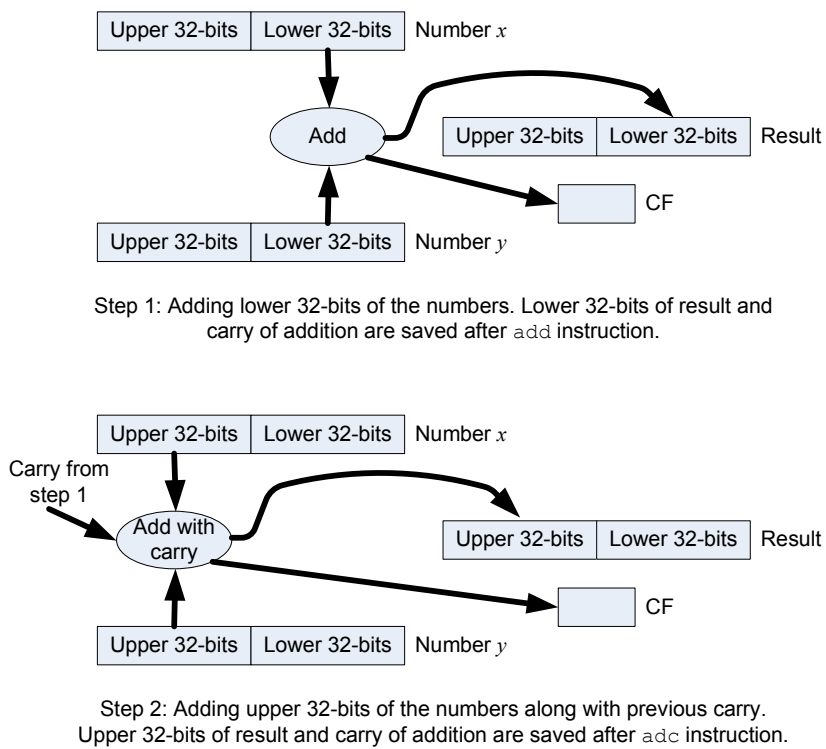 Upper 32-bits Lower 32-bits Number x
Add
Upper 32-bits Lower 32-bits Result
CF
Upper 32-bits Lower 32-bits Number y
Step 1: Adding lower 32-bits of the numbers. Lower 32-bits of result and
carry of addition are saved after add instruction.
Upper 32-bits Lower 32-bits Number x
Carry from
step 1
Add with
carry
Upper 32-bits Lower 32-bits Result
CF
Upper 32-bits Lower 32-bits Number y
Step 2: Adding upper 32-bits of the numbers along with previous carry.
Upper 32-bits of result and carry of addition are saved after adc instruction.